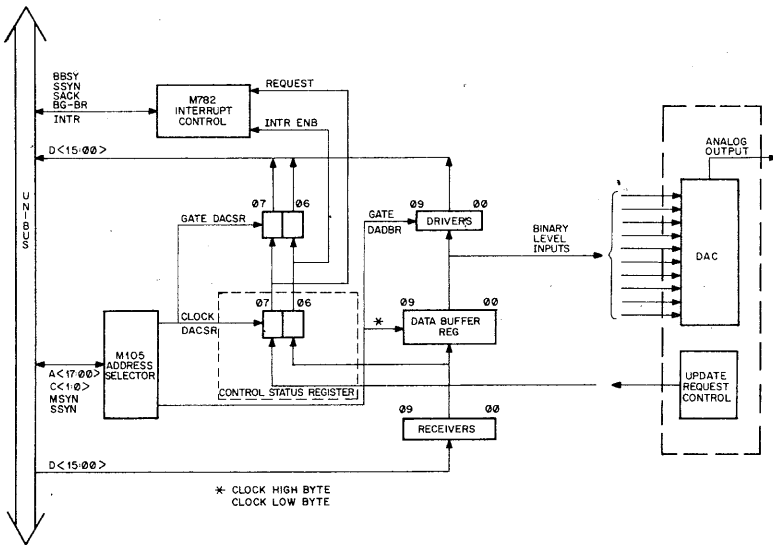 UNIBUS
BBSY
SSYN
SACK
BG-BR
INTR
M782
INTERRUPT
CONTROL
REQUEST
INTR ENB
D<15:00>
07 06
GATE DACSR
09 00
GATE
DADBR
DRIVERS
BINARY
LEVEL
INPUTS
ANALOG
OUTPUT
DAC
07 06
CLOCK
DACSR
09 00
*
DATA BUFFER
REG
M105
ADDRESS
SELECTOR
A<17:00>
C<1:0>
MSYN
SSYN
CONTROL STATUS REGISTER
UPDATE
REQUEST
CONTROL
09 00
RECEIVERS
D<15:00>
* CLOCK HIGH BYTE
CLOCK LOW BYTE